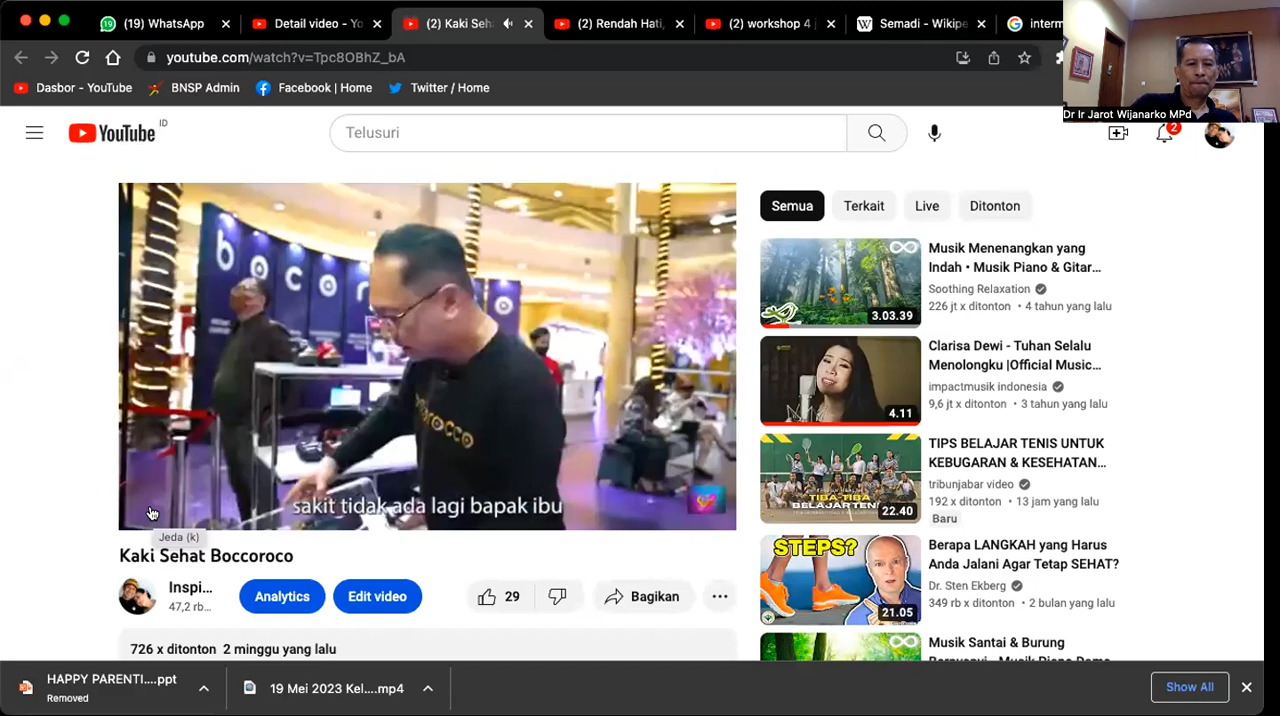 (19) WhatsApp
Detail video - Yo
(2) Kaki Seh
(2) Rendah Hati,
(2) workshop 4
Semadi - Wikipe
interm
youtube.com/watch?v=Tpc8OBhZ_bA
Dasbor - YouTube
BNSP Admin
Facebook | Home
Twitter / Home
Dr Ir Jarot Wijanarko MPd
YouTube ID
Telusuri
2
bocor
sakit tidak ada lagi bapak ibu
Jeda (k)
Kaki Sehat Boccoroco
Inspi...
47,2 rb...
Analytics
Edit video
29
Bagikan
726 x ditonton 2 minggu yang lalu
Semua
Terkait
Live
Ditonton
Musik Menenangkan yang
Indah • Musik Piano & Gitar...
Soothing Relaxation
226 jt x ditonton • 4 tahun yang lalu
3.03.39
Clarisa Dewi - Tuhan Selalu
Menolongku |Official Music...
impactmusik indonesia
9,6 jt x ditonton • 3 tahun yang lalu
4.11
TIPS BELAJAR TENIS UNTUK
KEBUGARAN & KESEHATAN...
tribunjabar video
192 x ditonton • 13 jam yang lalu
Baru
TIBA-TIBA
BELAJAR TENIS
22.40
STEPS?
Berapa LANGKAH yang Harus
Anda Jalani Agar Tetap SEHAT?
Dr. Sten Ekberg
349 rb x ditonton • 2 bulan yang lalu
21.05
Musik Santai & Burung
HAPPY PARENTI....ppt
Removed
19 Mei 2023 Kel....mp4
Show All